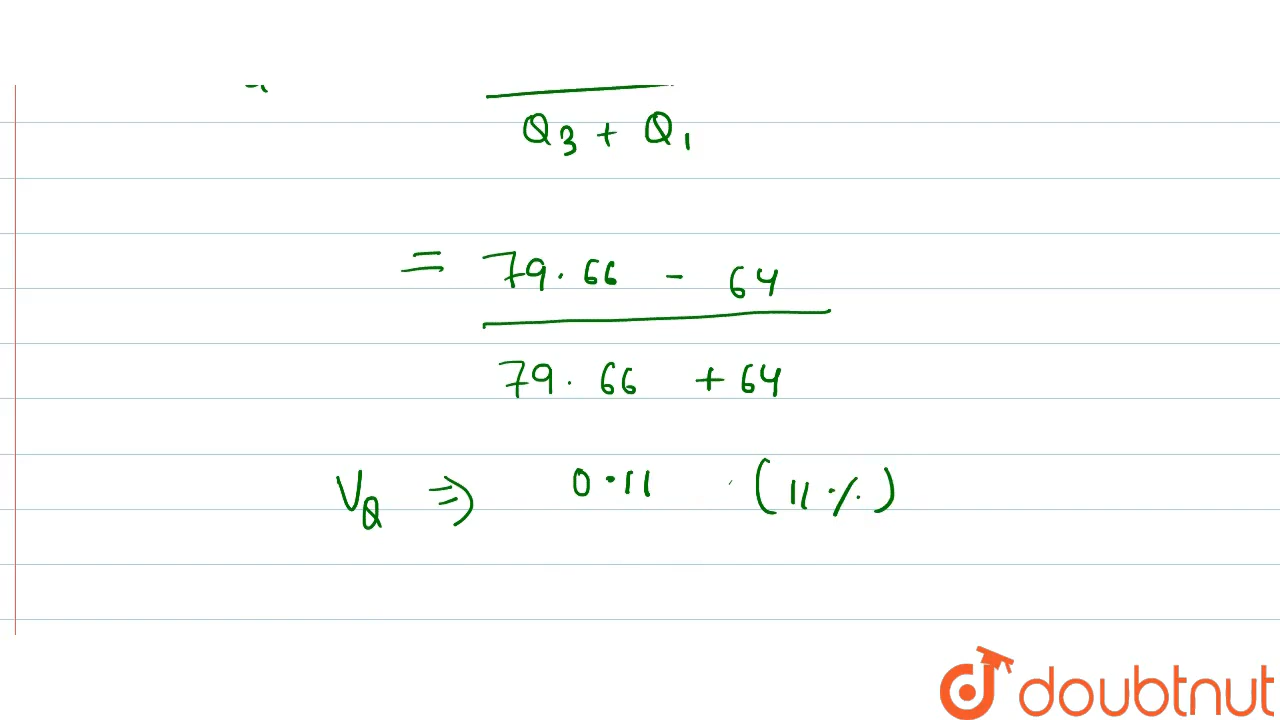 Q3 + Q1
= 79.66 - 64
79.66 + 64
VQ ⇒ 0.11 (11%)
doubtnut